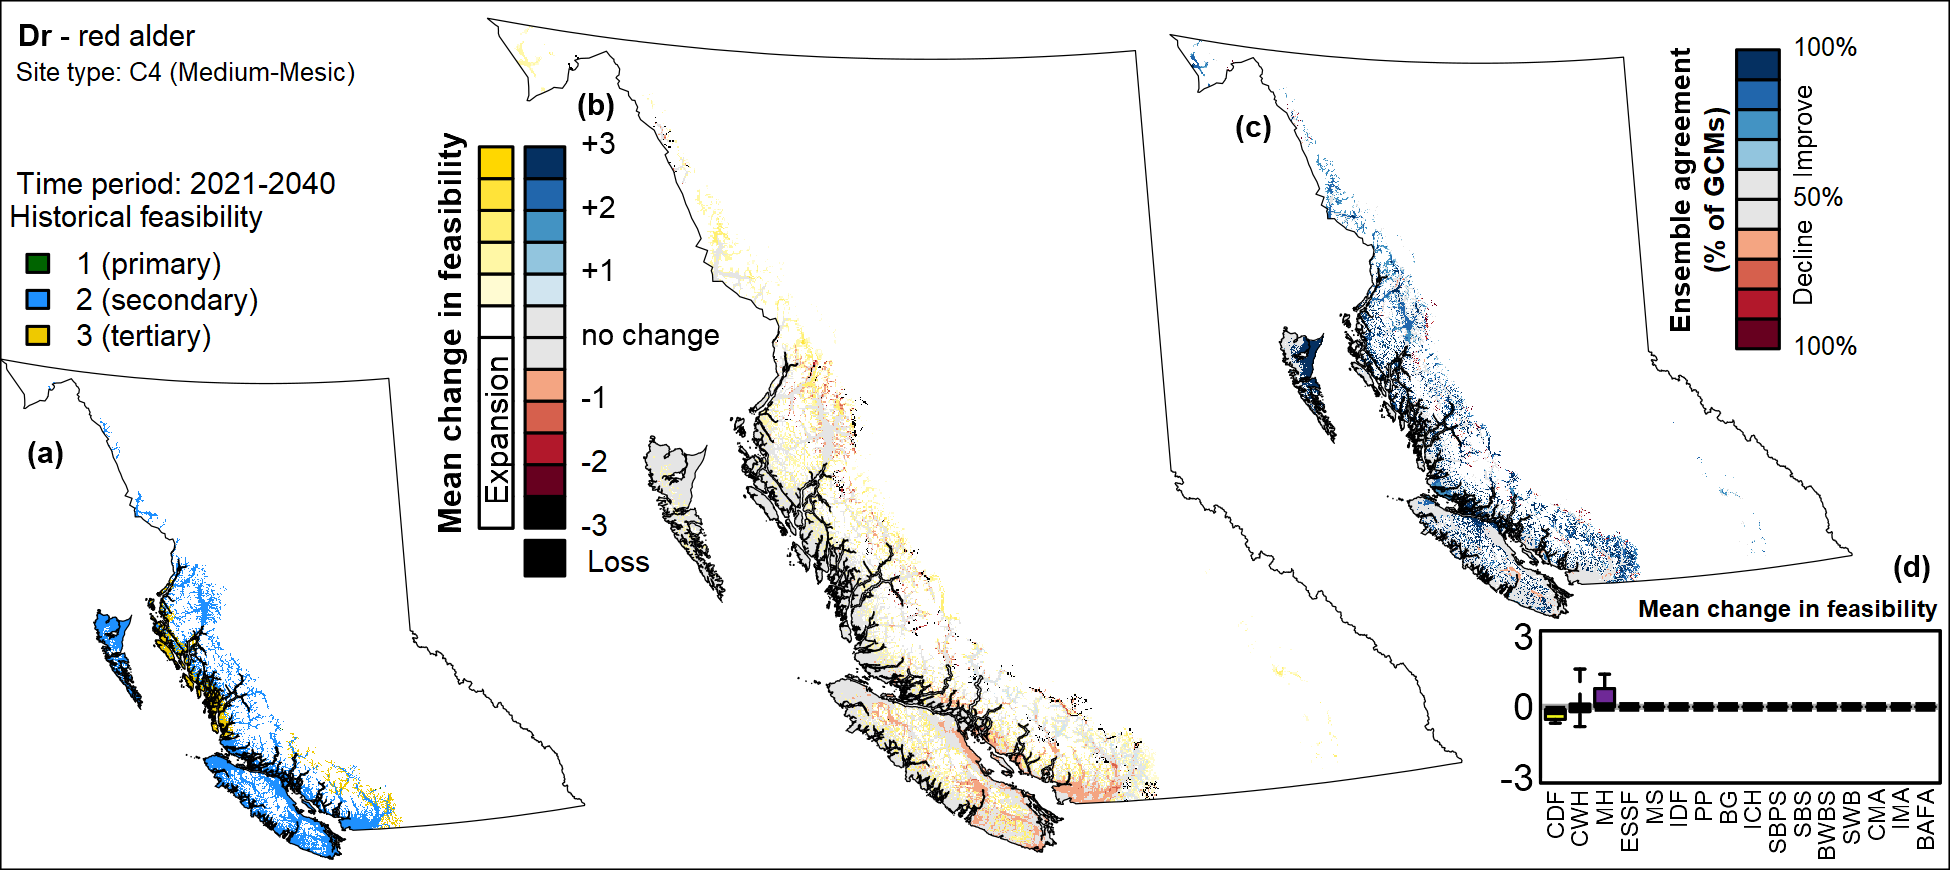 Dr - red alder
Site type: C4 (Medium-Mesic)
Time period: 2021-2040
Historical feasibility
1 (primary)
2 (secondary)
3 (tertiary)
(a)
(b)
Mean change in feasibility
Expansion
+3
+2
+1
no change
-1
-2
-3
Loss
(c)
Ensemble agreement
(% of GCMs)
100%
Improve
50%
Decline
100%
(d)
Mean change in feasibility
3
0
-3
CDF
CWH
MH
ESSF
MS
IDF
PP
BG
ICH
SBPS
SBS
BWBS
SWB
CMA
IMA
BAFA